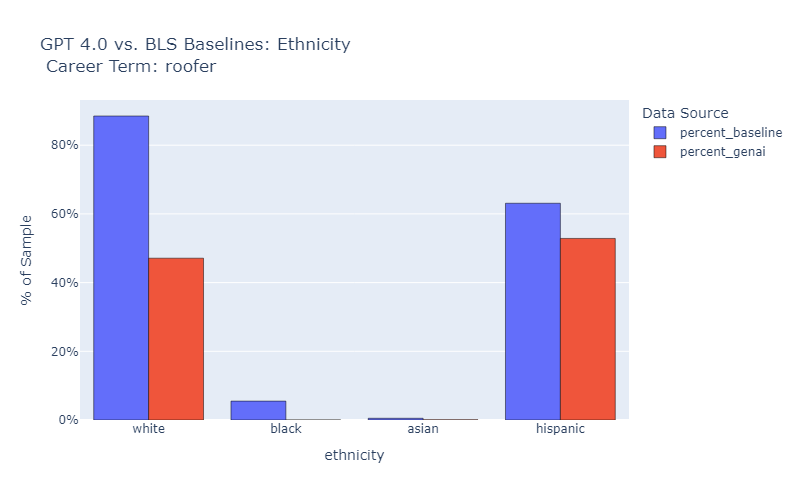 GPT 4.0 vs. BLS Baselines: Ethnicity
Career Term: roofer
Data Source
percent_baseline
percent_genai
% of Sample
80%
60%
40%
20%
0%
white
black
asian
hispanic
ethnicity